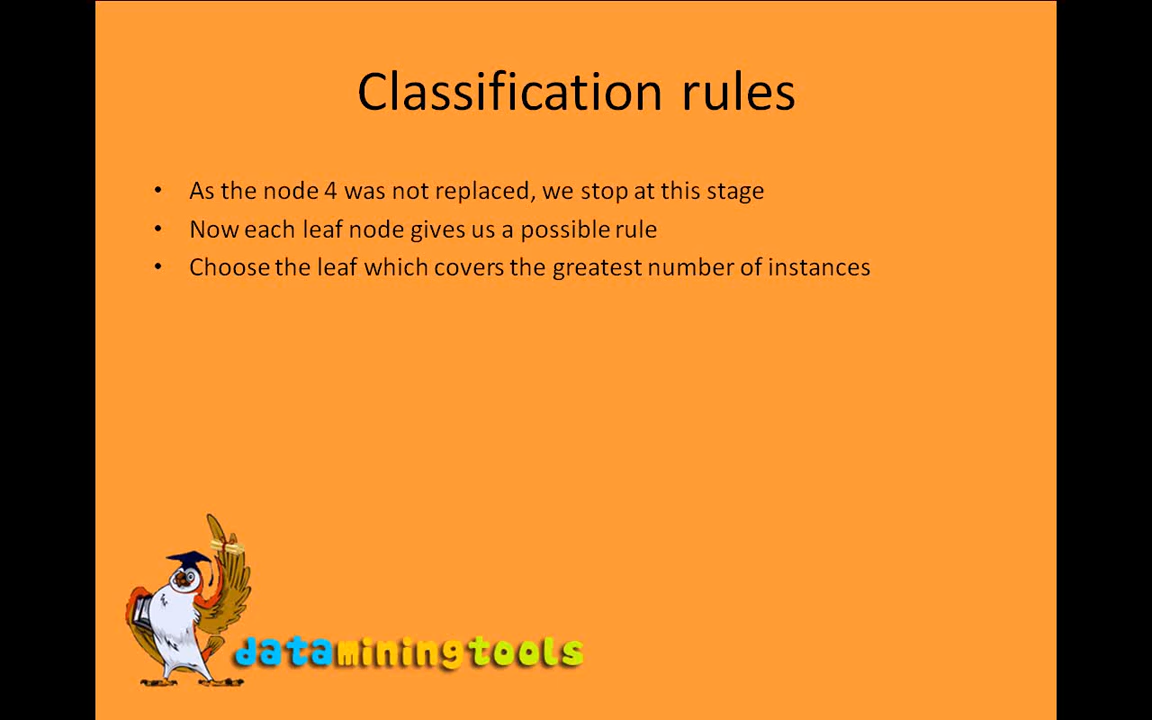 Classification rules
• As the node 4 was not replaced, we stop at this stage
• Now each leaf node gives us a possible rule
• Choose the leaf which covers the greatest number of instances
dataminingtools